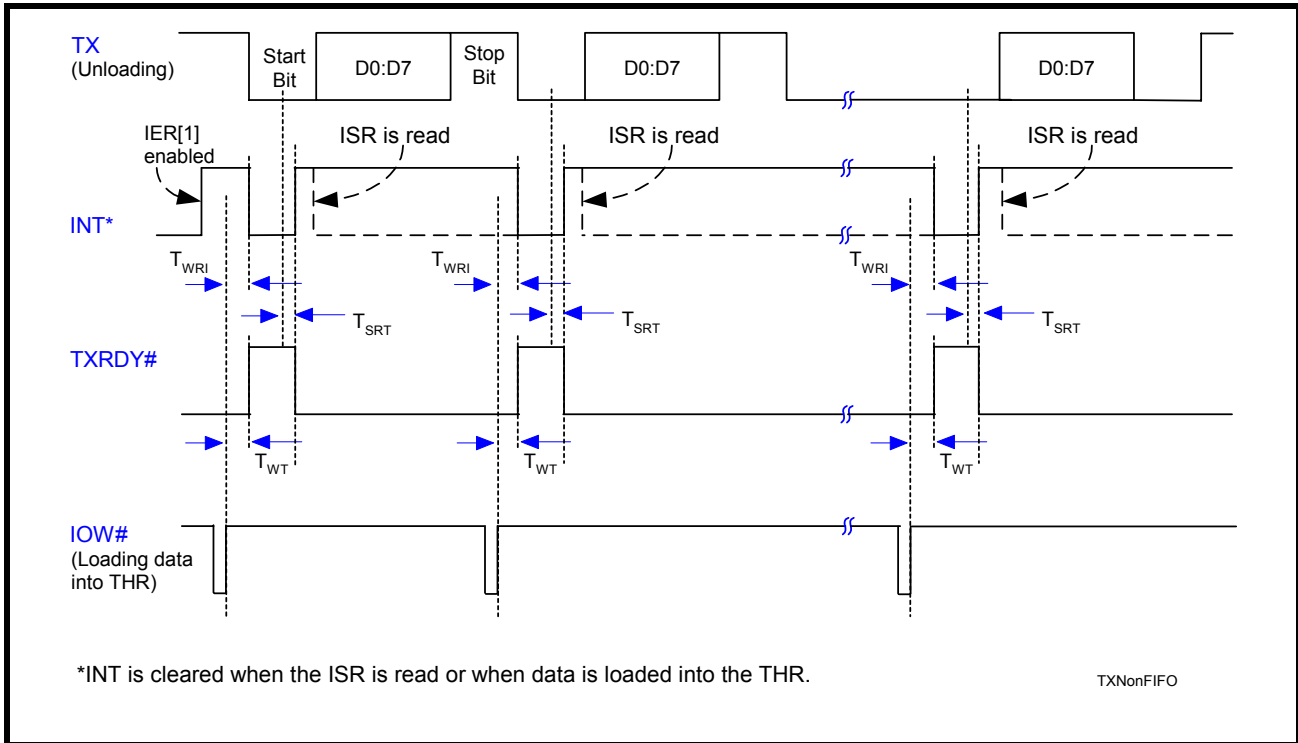 TX
(Unloading)
Start
Bit
D0:D7
Stop
Bit
D0:D7
D0:D7
IER[1]
enabled
ISR is read
ISR is read
ISR is read
INT*
TWRI
TWRI
TWRI
TSRT
TSRT
TSRT
TXRDY#
TWT
TWT
TWT
IOW#
(Loading data
into THR)
*INT is cleared when the ISR is read or when data is loaded into the THR.
TXNonFIFO